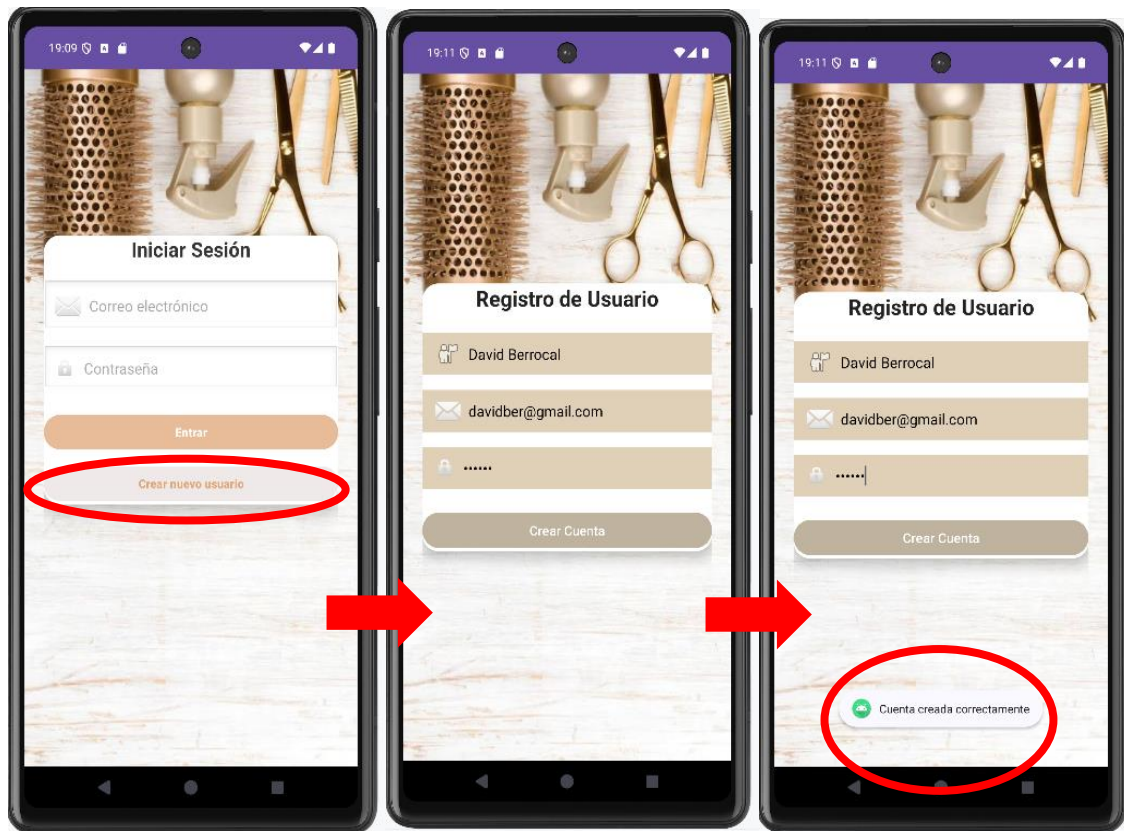 19:09
Iniciar Sesión
Correo electrónico
Contraseña
Entrar
Crear nuevo usuario
19:11
Registro de Usuario
David Berrocal
davidber@gmail.com
••••••
Crear Cuenta
19:11
Registro de Usuario
David Berrocal
davidber@gmail.com
••••••
Crear Cuenta
Cuenta creada correctamente